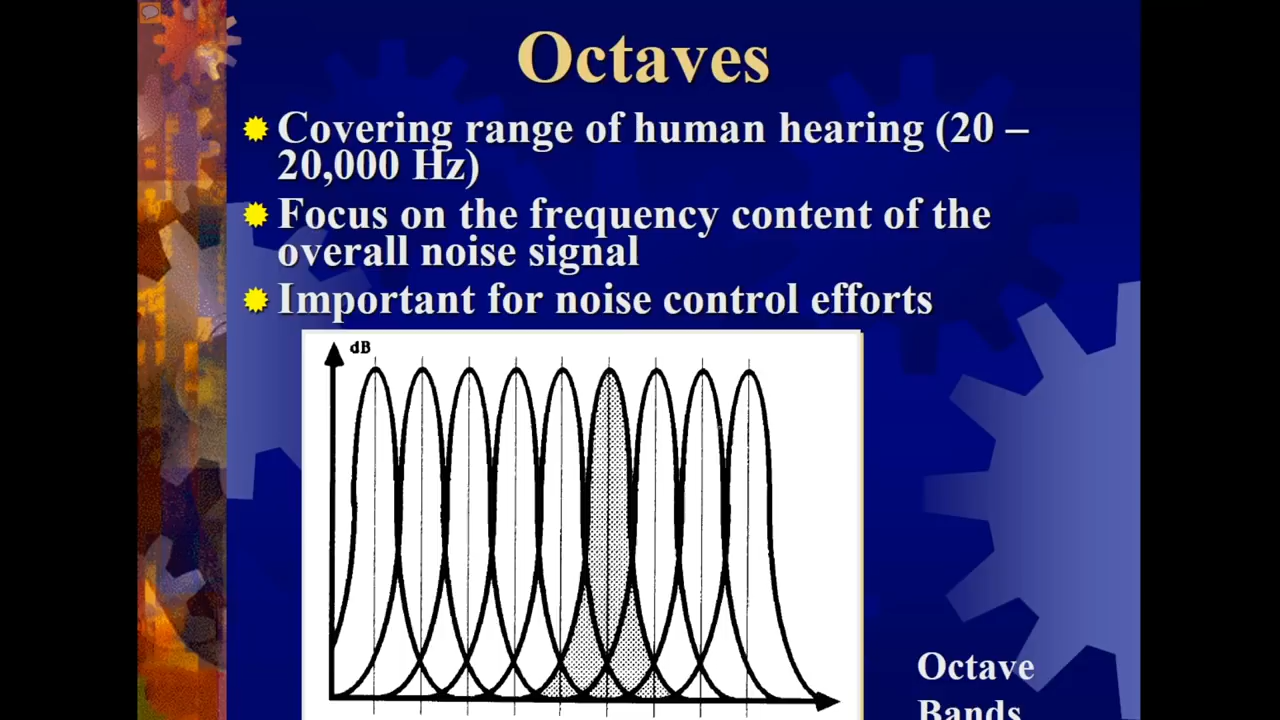 Octaves
Covering range of human hearing (20 –
20,000 Hz)
Focus on the frequency content of the
overall noise signal
Important for noise control efforts
dB
Octave
Bands